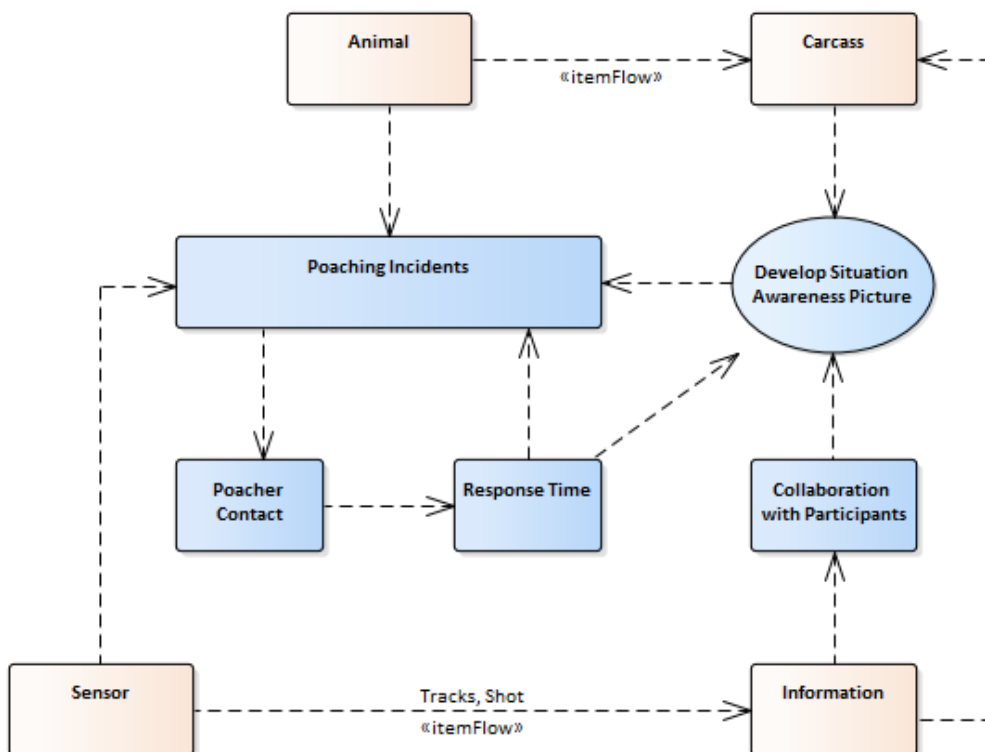 Animal
Carcass
«itemFlow»
Poaching Incidents
Develop Situation
Awareness Picture
Poacher
Contact
Response Time
Collaboration
with Participants
Sensor
Tracks, Shot
«itemFlow»
Information